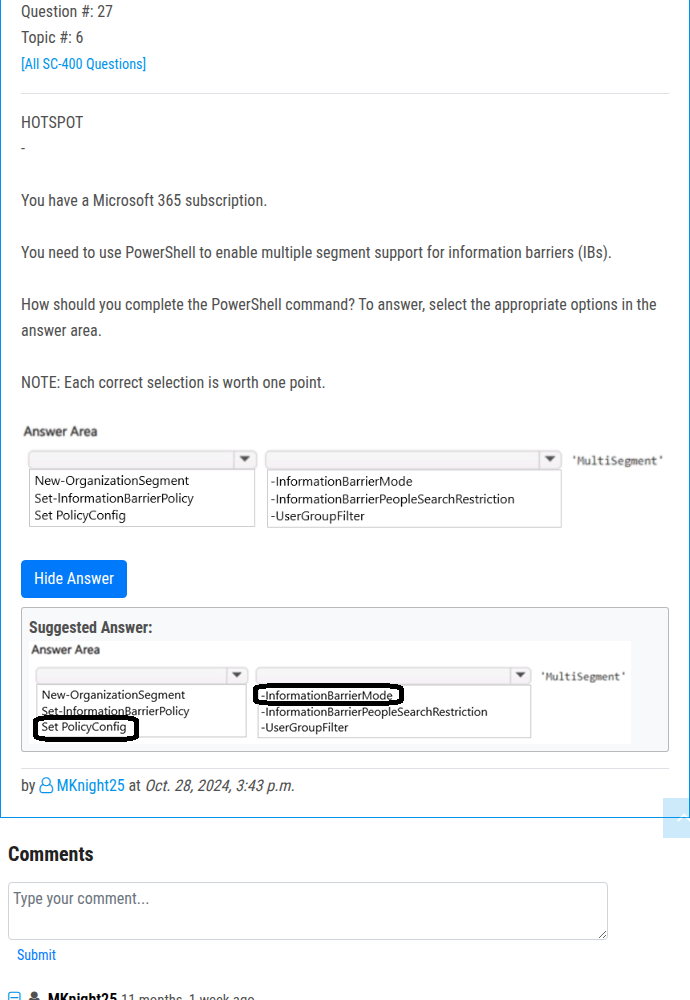 Question #: 27
Topic #: 6
[All SC-400 Questions]
HOTSPOT
-
You have a Microsoft 365 subscription.
You need to use PowerShell to enable multiple segment support for information barriers (IBs).
How should you complete the PowerShell command? To answer, select the appropriate options in the
answer area.
NOTE: Each correct selection is worth one point.
Answer Area
'MultiSegment'
New-OrganizationSegment
Set-InformationBarrierPolicy
Set PolicyConfig
-InformationBarrierMode
-InformationBarrierPeopleSearchRestriction
-UserGroupFilter
Hide Answer
Suggested Answer:
Answer Area
'MultiSegment'
New-OrganizationSegment
Set-InformationBarrierPolicy
Set PolicyConfig
-InformationBarrierMode
-InformationBarrierPeopleSearchRestriction
-UserGroupFilter
by MKnight25 at Oct. 28, 2024, 3:43 p.m.
Comments
Type your comment...
Submit
MKnight25 11 months, 1 week ago